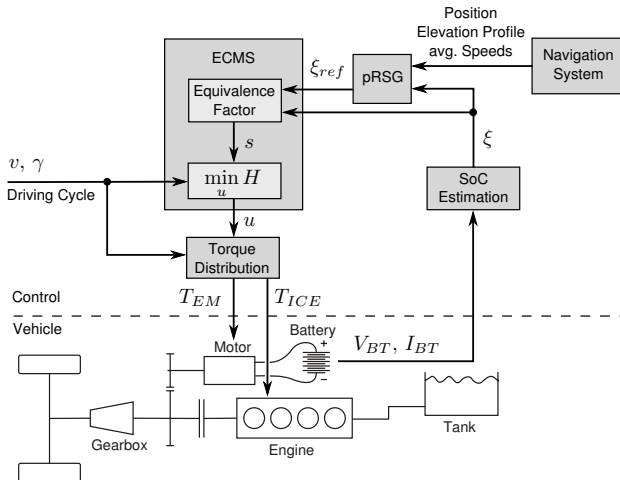 Position
Elevation Profile
avg. Speeds
Navigation
System
ECMS
ξ_ref
pRSG
Equivalence
Factor
s
ξ
v, γ
Driving Cycle
min H
u
SoC
Estimation
u
Torque
Distribution
T_EM
T_ICE
Control
Vehicle
Battery
Motor
+
−
V_BT, I_BT
Gearbox
Engine
Tank